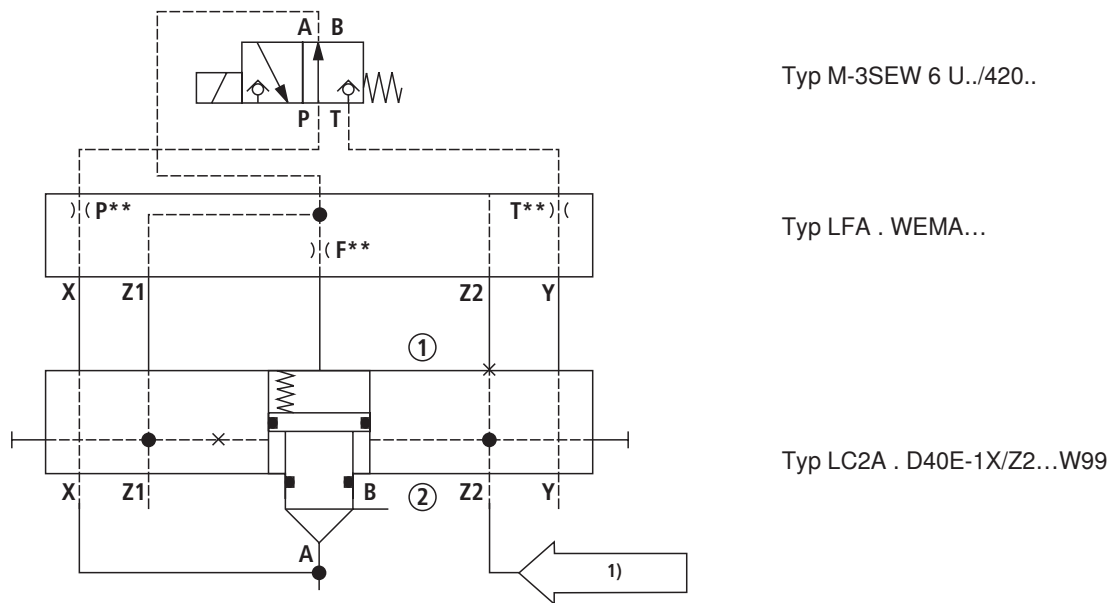 A B
Typ M-3SEW 6 U../420..
P T
P** T**
Typ LFA . WEMA...
F**
X Z1 Z2 Y
1
Typ LC2A . D40E-1X/Z2...W99
X Z1 B 2 Z2 Y
A
1)